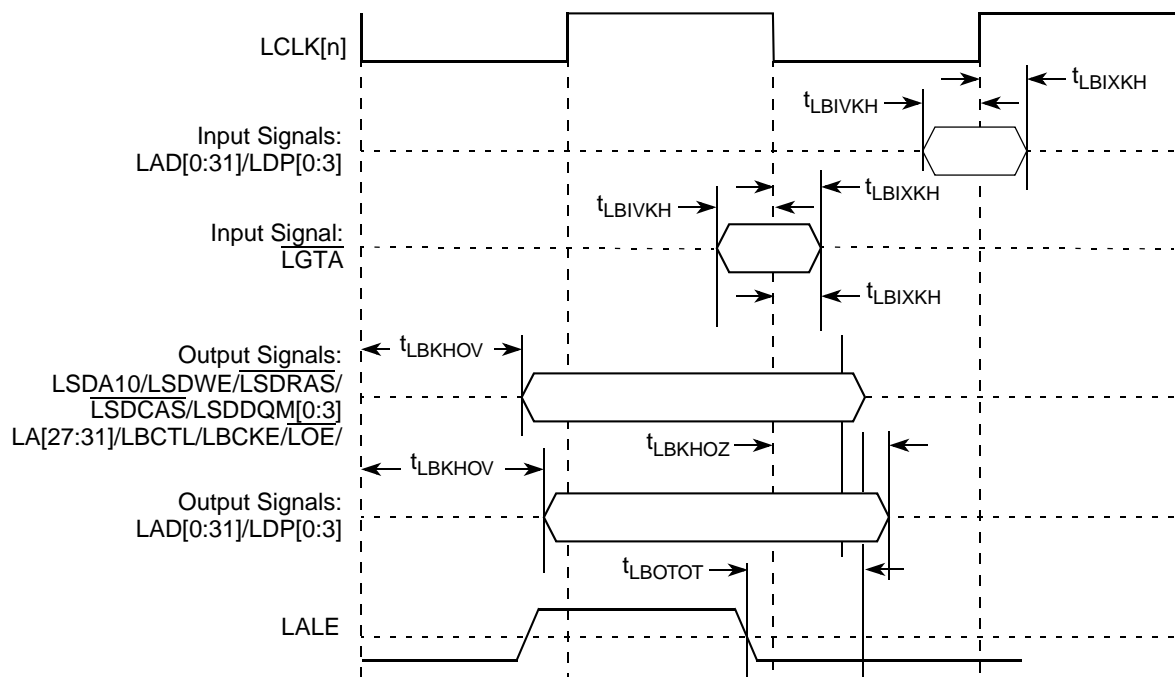 LCLK[n]
tLBIXKH
tLBIVKH
Input Signals:
LAD[0:31]/LDP[0:3]
tLBIVKH
tLBIXKH
Input Signal:
LGTA
tLBIXKH
tLBKHOV
Output Signals:
LSDA10/LSDWE/LSDRAS/
LSDCAS/LSDDQM[0:3]
LA[27:31]/LBCTL/LBCKE/LOE/
tLBKHOZ
tLBKHOV
Output Signals:
LAD[0:31]/LDP[0:3]
tLBOTOT
LALE